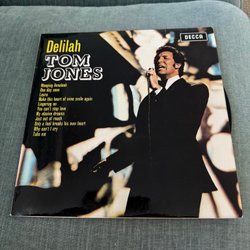 Delilah
TOM
JONES
DECCA
Weeping Annaleah
One day soon
Laura
Make this heart of mine smile again
Lingering on
You can't stop love
My elusive dreams
Just out of reach
Only a fool breaks his own heart
Why can't I cry
Take me